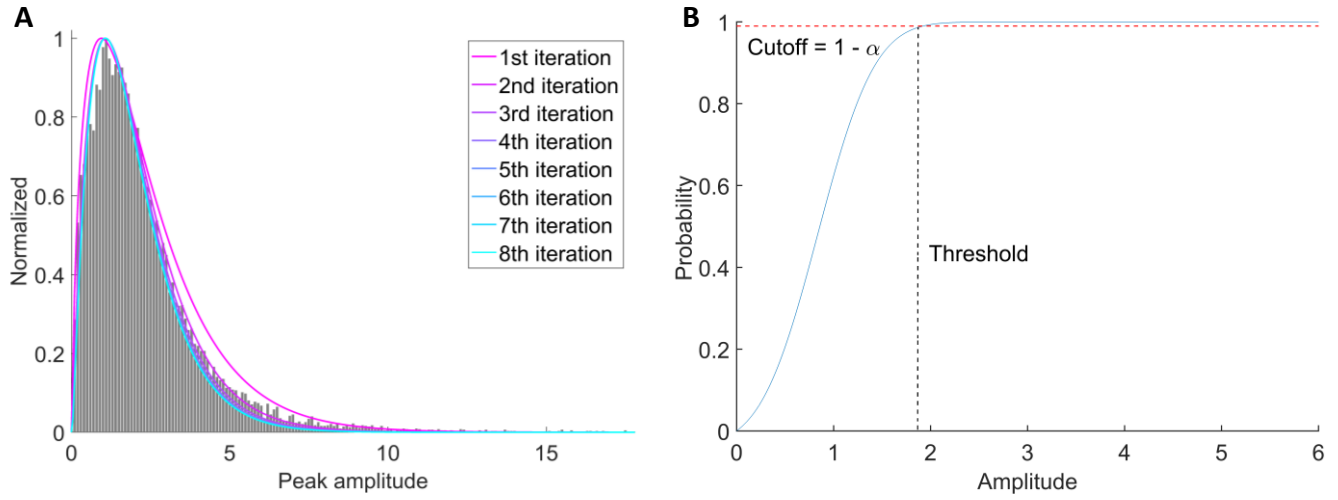 A
1
0.8
0.6
0.4
0.2
0
Normalized
0 5 10 15
Peak amplitude
1st iteration
2nd iteration
3rd iteration
4th iteration
5th iteration
6th iteration
7th iteration
8th iteration
B
1
0.8
0.6
0.4
0.2
0
Probability
Cutoff = 1 - α
Threshold
0 1 2 3 4 5 6
Amplitude